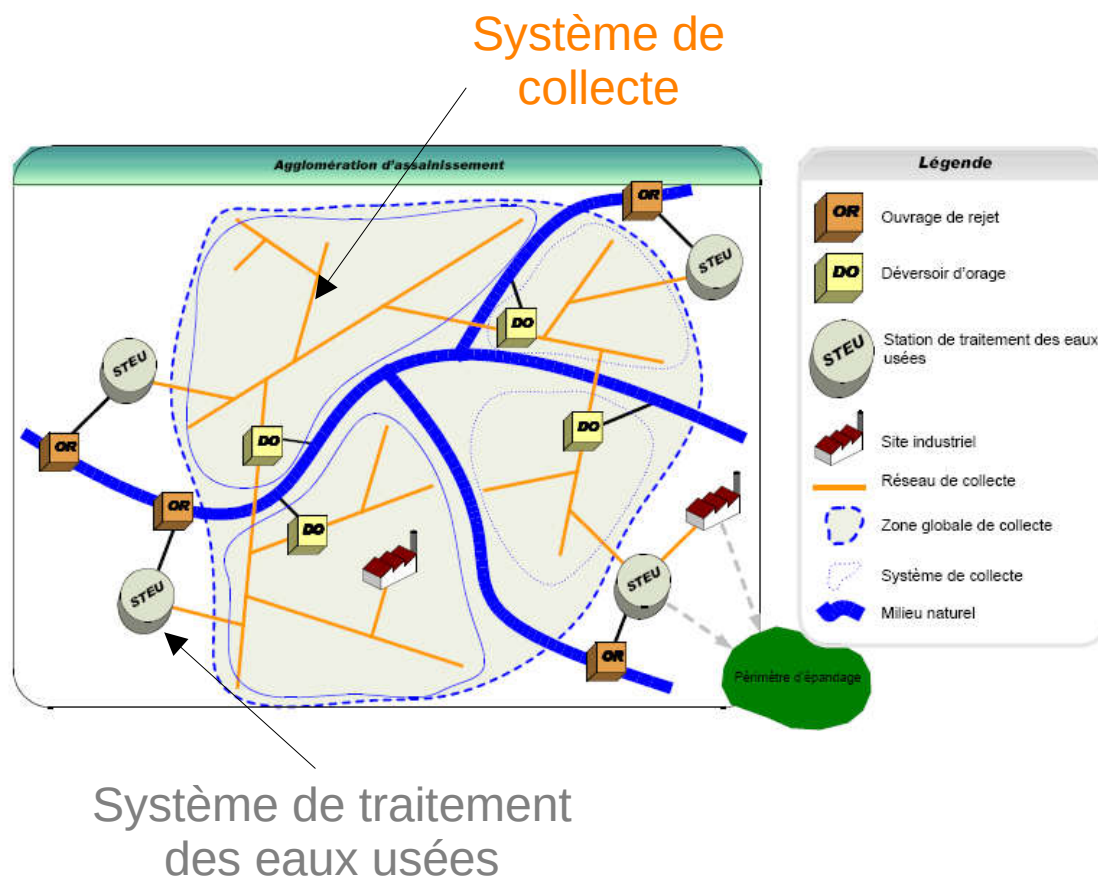 Système de
collecte
Agglomération d'assainissement
OR
STEU
DO
STEU
OR
DO
DO
OR
DO
STEU
STEU
OR
Périmètre d'épandage
Légende
OR
Ouvrage de rejet
DO
Déversoir d'orage
STEU
Station de traitement des eaux
usées
Site industriel
Réseau de collecte
Zone globale de collecte
Système de collecte
Milieu naturel
Système de traitement
des eaux usées